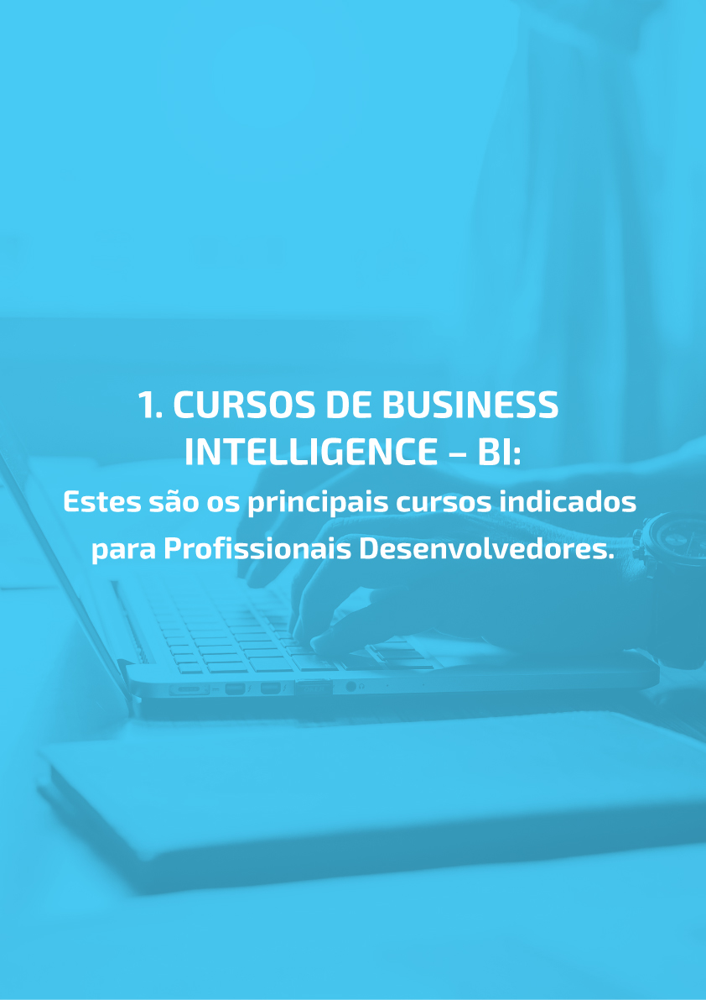 1. CURSOS DE BUSINESS
INTELLIGENCE – BI:
Estes são os principais cursos indicados
para Profissionais Desenvolvedores.